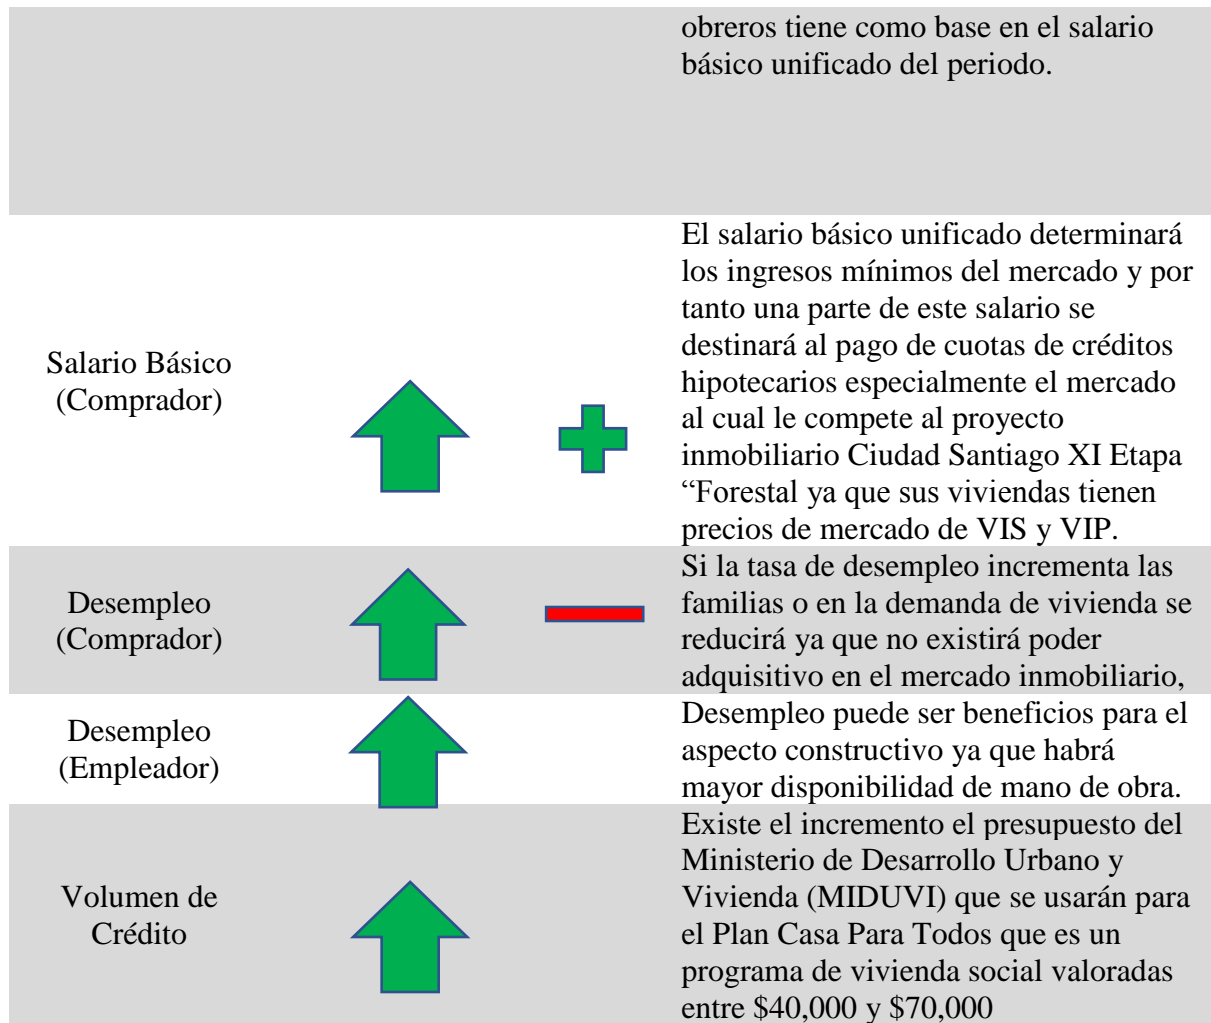 obreros tiene como base en el salario
básico unificado del periodo.
Salario Básico
(Comprador)
El salario básico unificado determinará
los ingresos mínimos del mercado y por
tanto una parte de este salario se
destinará al pago de cuotas de créditos
hipotecarios especialmente el mercado
al cual le compete al proyecto
inmobiliario Ciudad Santiago XI Etapa
“Forestal ya que sus viviendas tienen
precios de mercado de VIS y VIP.
Desempleo
(Comprador)
Si la tasa de desempleo incrementa las
familias o en la demanda de vivienda se
reducirá ya que no existirá poder
adquisitivo en el mercado inmobiliario,
Desempleo
(Empleador)
Desempleo puede ser beneficios para el
aspecto constructivo ya que habrá
mayor disponibilidad de mano de obra.
Volumen de
Crédito
Existe el incremento el presupuesto del
Ministerio de Desarrollo Urbano y
Vivienda (MIDUVI) que se usarán para
el Plan Casa Para Todos que es un
programa de vivienda social valoradas
entre $40,000 y $70,000